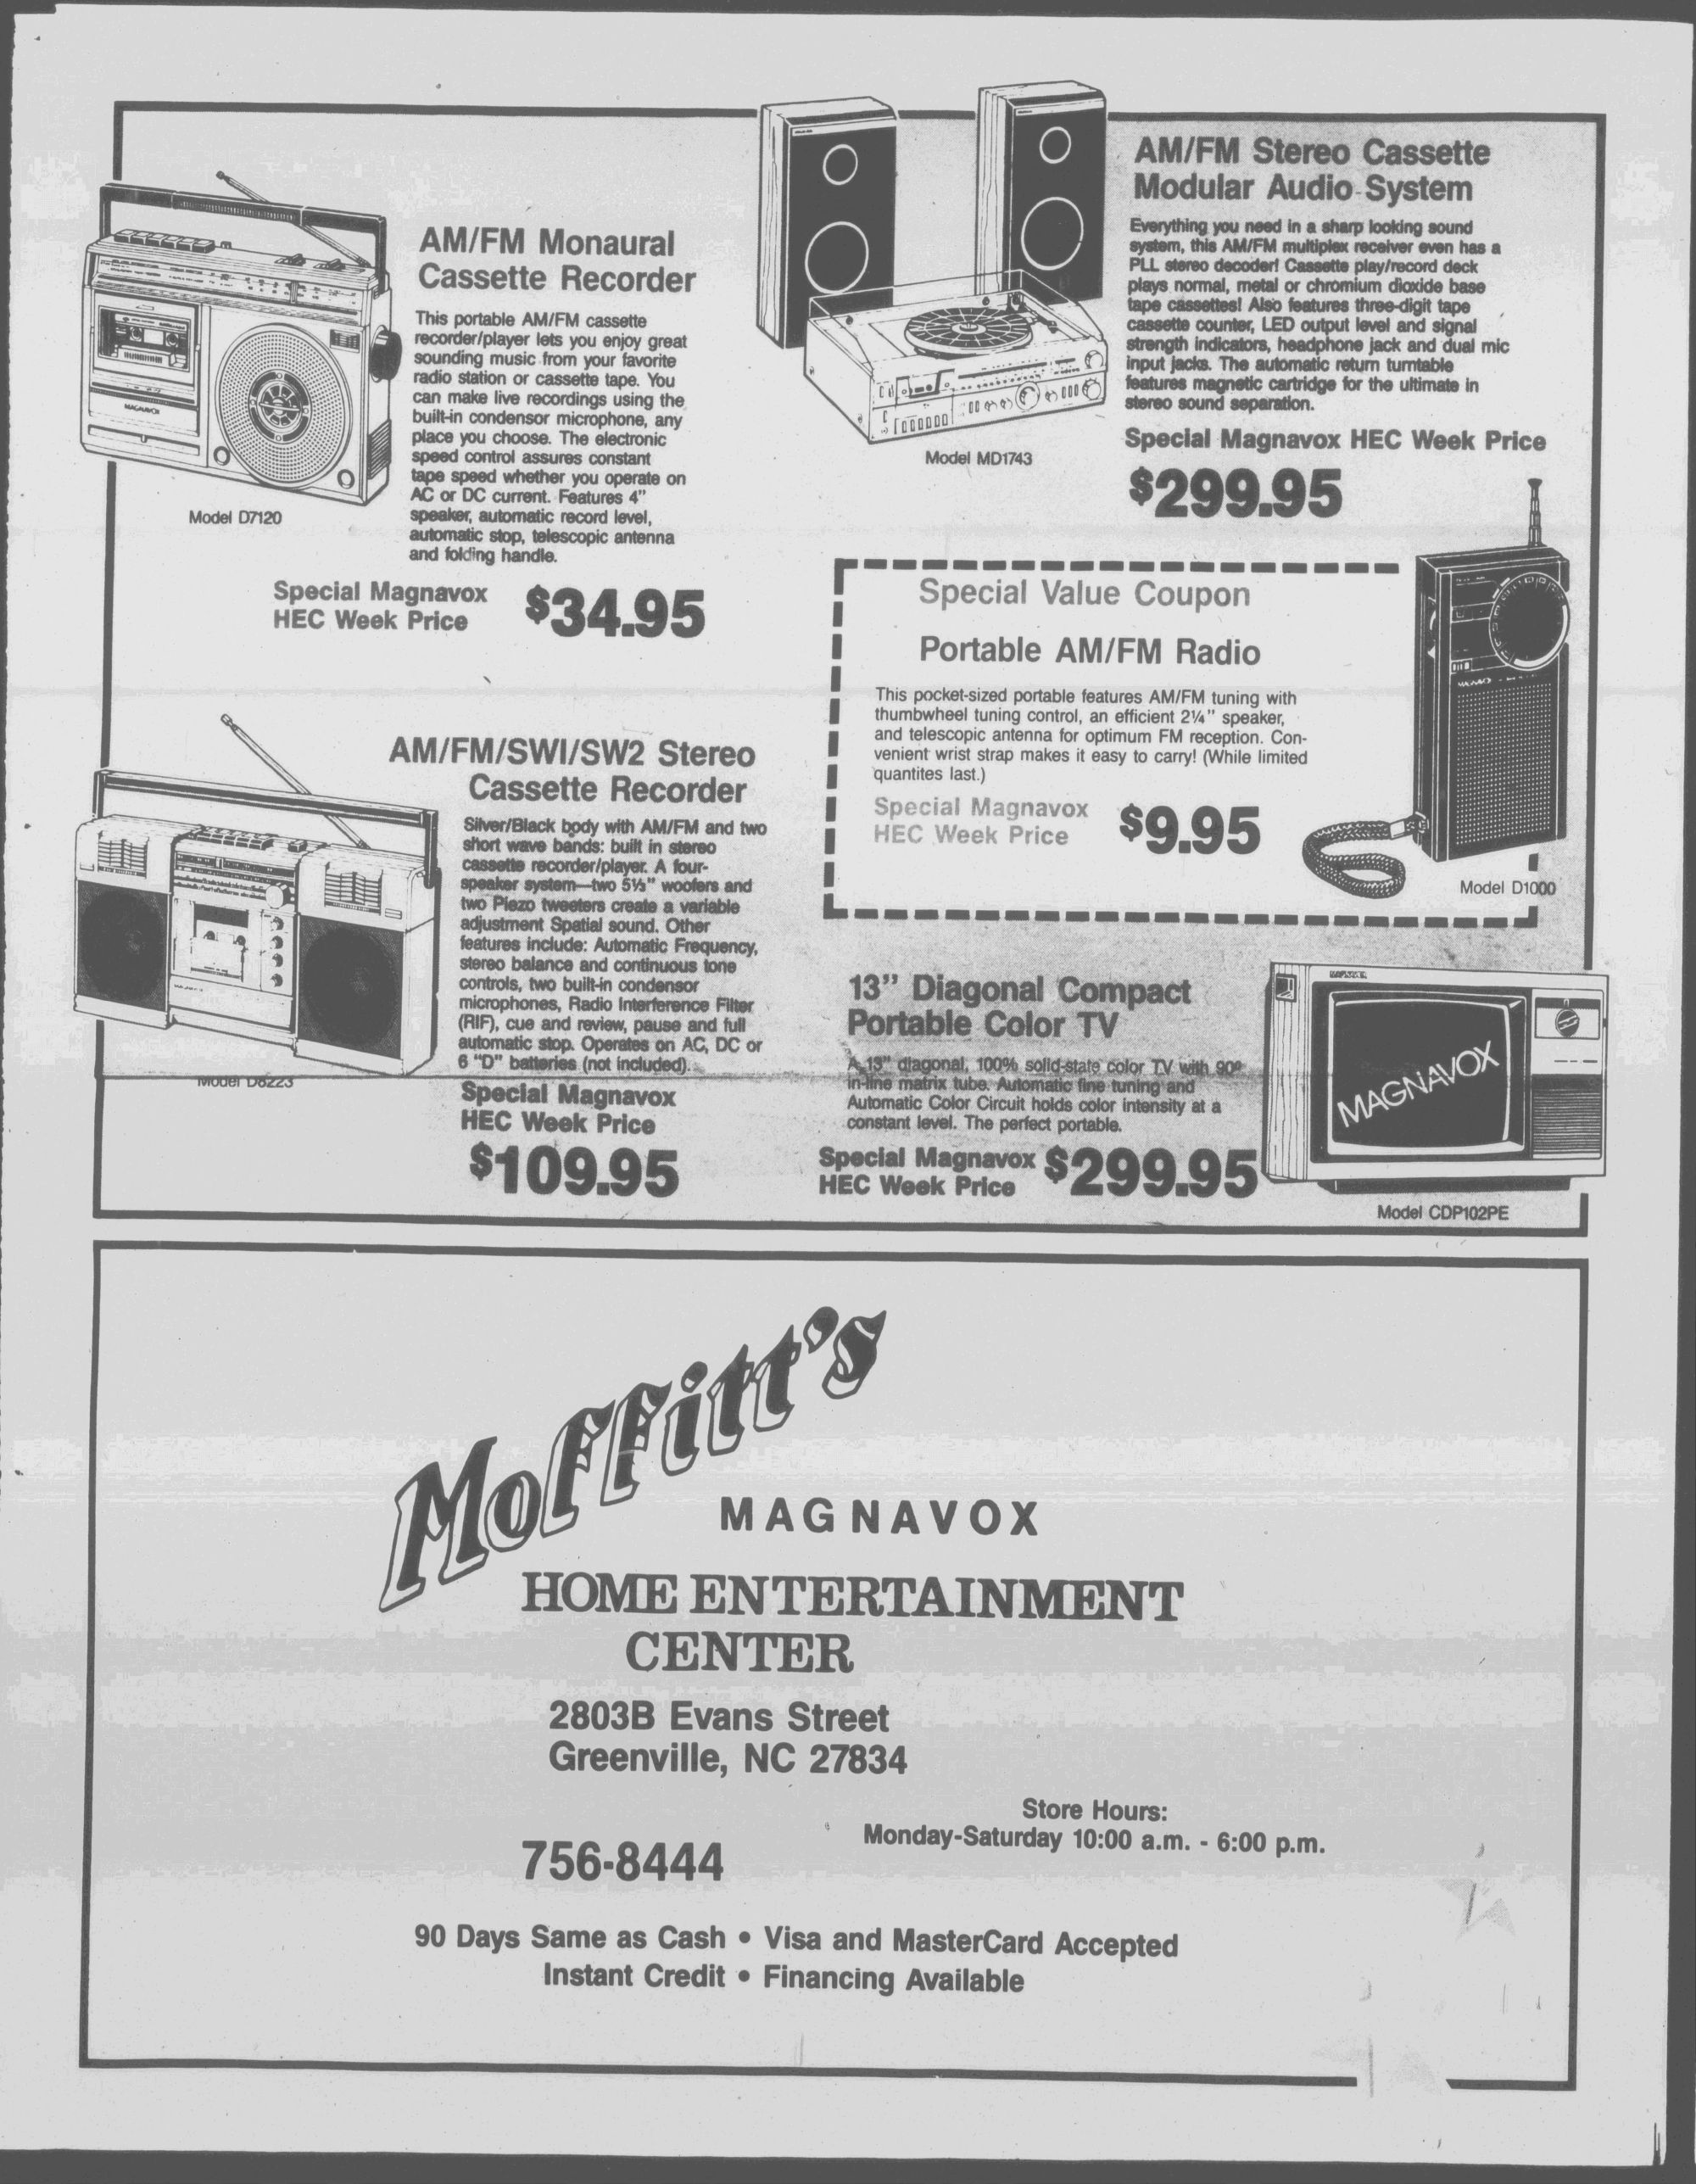 AM/FM Monaural
Cassette Recorder
This portable AM/FM cassette
recorder/player lets you enjoy great
sounding music from your favorite
radio station or cassette tape. You
can make live recordings using the
built-in condensor microphone, any
place you choose. The electronic
speed control assures constant
tape speed whether you operate on
AC or DC current. Features 4"
speaker, automatic record level,
automatic stop, telescopic antenna
and folding handle.
MAGNAVOX
Model D7120
Special Magnavox
HEC Week Price
$34.95
AM/FM Stereo Cassette
Modular Audio System
Everything you need in a sharp looking sound
system, this AM/FM multiplex receiver even has a
PLL stereo decoder! Cassette play/record deck
plays normal, metal or chromium dioxide base
tape cassettes! Also features three-digit tape
cassette counter, LED output level and signal
strength indicators, headphone jack and dual mic
input jacks. The automatic return turntable
features magnetic cartridge for the ultimate in
stereo sound separation.
Model MD1743
Special Magnavox HEC Week Price
$299.95
Special Value Coupon
Portable AM/FM Radio
This pocket-sized portable features AM/FM tuning with
thumbwheel tuning control, an efficient 2¼" speaker,
and telescopic antenna for optimum FM reception. Con-
venient wrist strap makes it easy to carry! (While limited
quantites last.)
Special Magnavox
HEC Week Price
$9.95
Model D1000
AM/FM/SWI/SW2 Stereo
Cassette Recorder
Silver/Black body with AM/FM and two
short wave bands: built in stereo
cassette recorder/player. A four-
speaker system—two 5⅓" woofers and
two Piezo tweeters create a variable
adjustment Spatial sound. Other
features include: Automatic Frequency,
stereo balance and continuous tone
controls, two built-in condensor
microphones, Radio Interference Filter
(RIF), cue and review, pause and full
automatic stop. Operates on AC, DC or
6 "D" batteries (not included).
Model D8223
Special Magnavox
HEC Week Price
$109.95
13" Diagonal Compact
Portable Color TV
A 13" diagonal, 100% solid-state color TV with 90°
in-line matrix tube. Automatic fine tuning and
Automatic Color Circuit holds color intensity at a
constant level. The perfect portable.
Special Magnavox
HEC Week Price
$299.95
MAGNAVOX
Model CDP102PE
Moffitt's
MAGNAVOX
HOME ENTERTAINMENT
CENTER
2803B Evans Street
Greenville, NC 27834
Store Hours:
Monday-Saturday 10:00 a.m. - 6:00 p.m.
756-8444
90 Days Same as Cash • Visa and MasterCard Accepted
Instant Credit • Financing Available